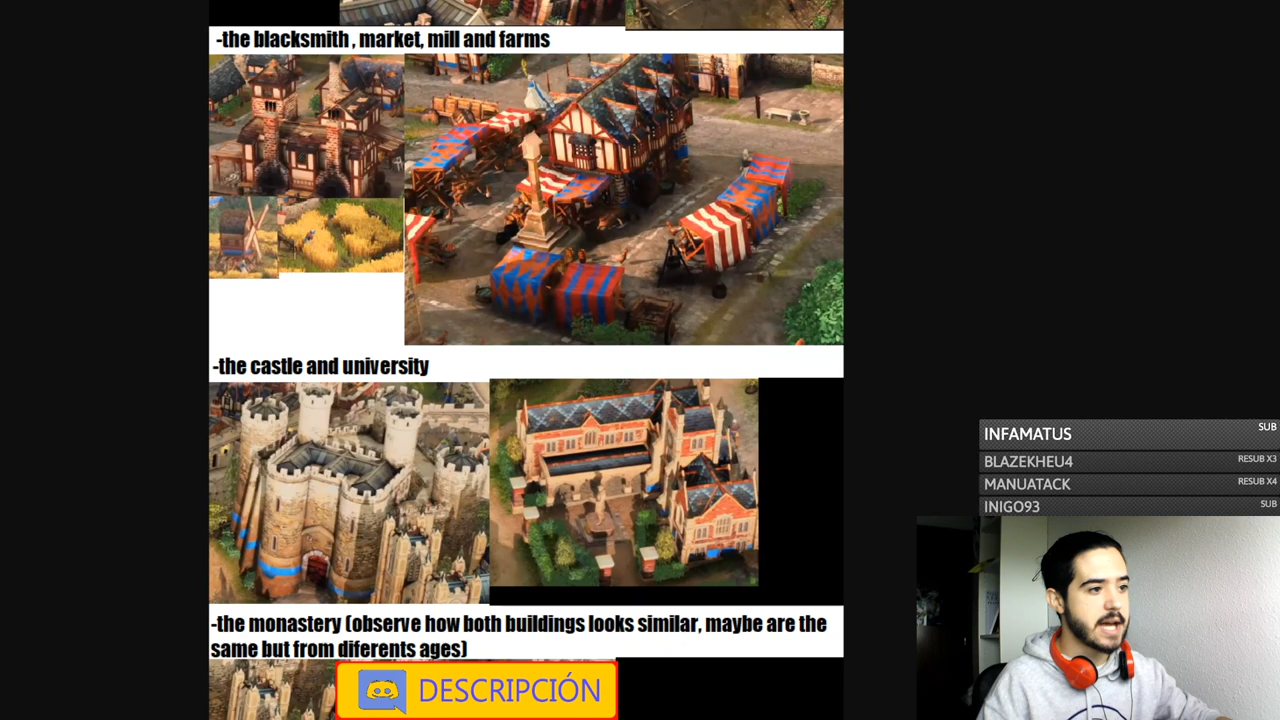 -the blacksmith , market, mill and farms
-the castle and university
-the monastery (observe how both buildings looks similar, maybe are the
same but from diferents ages)
DESCRIPCIÓN
INFAMATUS SUB
BLAZEKHEU4 RESUB X3
MANUATACK RESUB X4
INIGO93 SUB